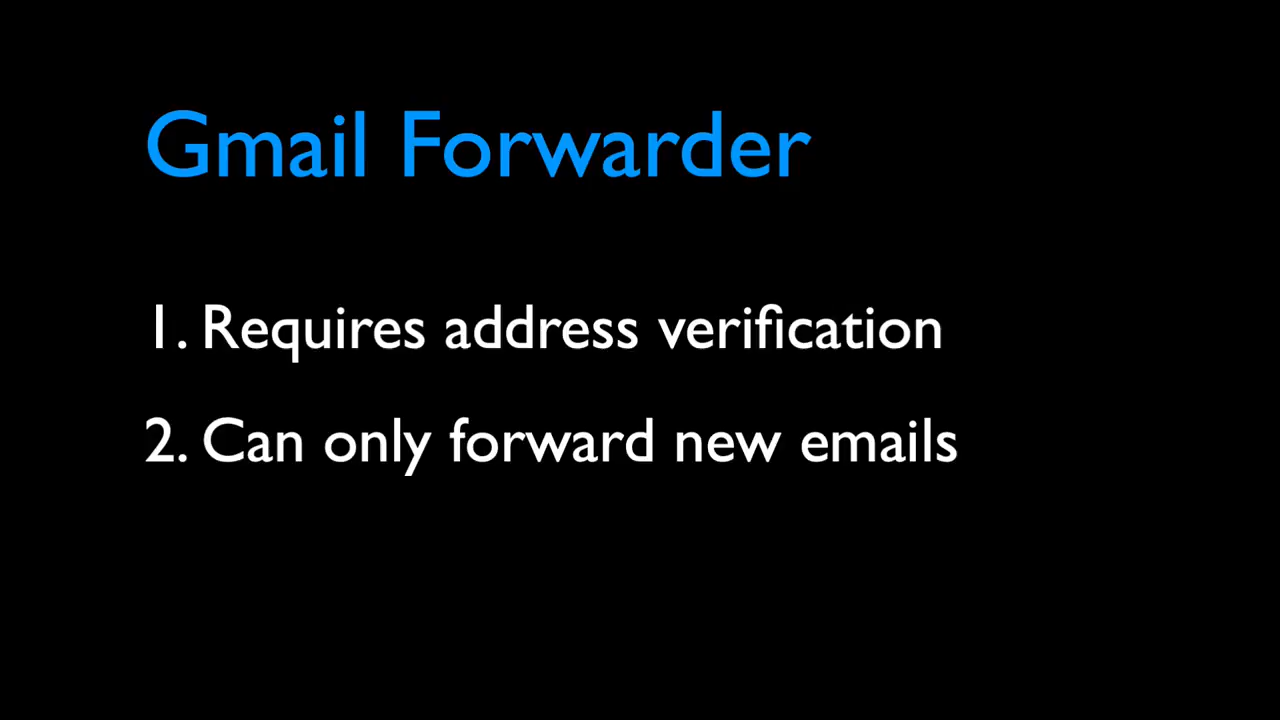 Gmail Forwarder
1. Requires address verification
2. Can only forward new emails